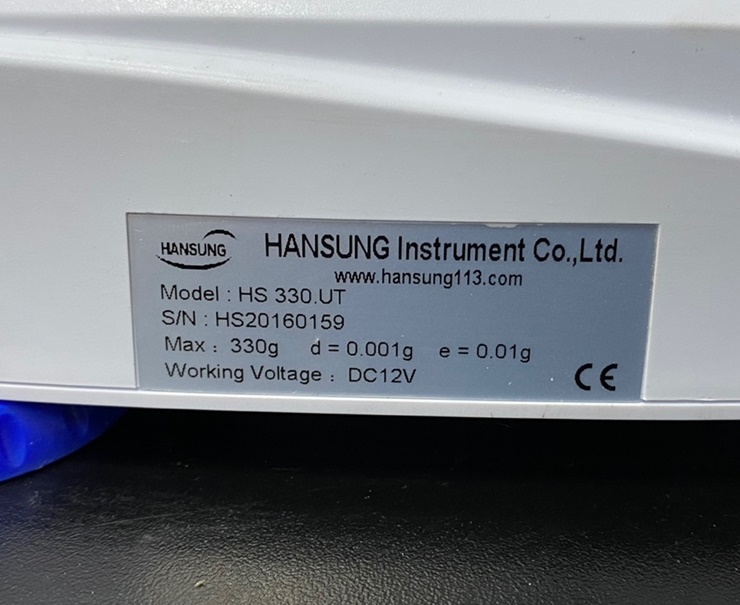 HANSUNG HANSUNG Instrument Co.,Ltd.
www.hansung113.com
Model : HS 330.UT
S/N : HS20160159
Max : 330g d = 0.001g e = 0.01g
Working Voltage : DC12V CE